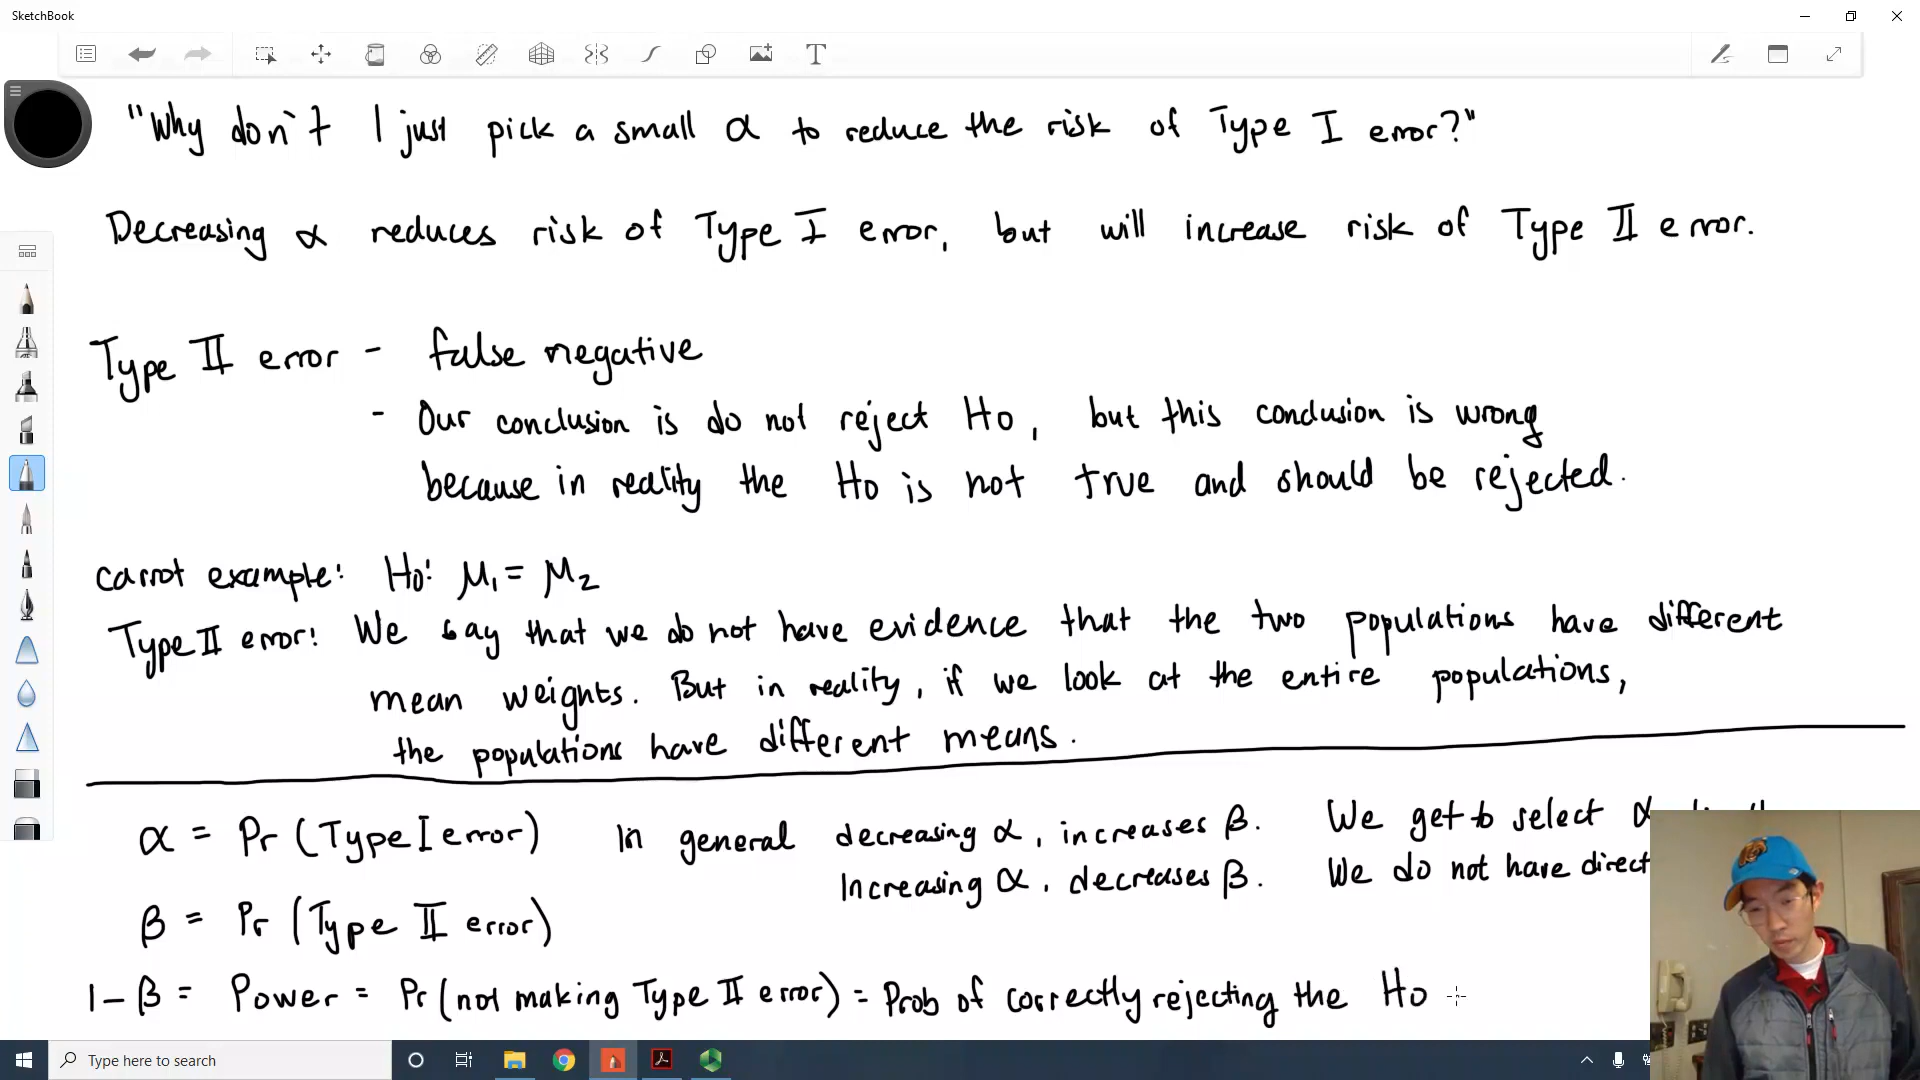 SketchBook
"Why don't I just pick a small α to reduce the risk of Type I error?"
Decreasing α reduces risk of Type I error, but will increase risk of Type II error.
Type II error - false negative
- Our conclusion is do not reject Ho, but this conclusion is wrong
because in reality the Ho is not true and should be rejected.
carrot example: Ho: μ1 = μ2
Type II error: We say that we do not have evidence that the two populations have different
mean weights. But in reality, if we look at the entire populations,
the populations have different means.
α = Pr (Type I error) In general decreasing α, increases β. We get to select α
Increasing α, decreases β. We do not have direct
β = Pr (Type II error)
1 - β = Power = Pr (not making Type II error) = Prob of correctly rejecting the Ho
Type here to search